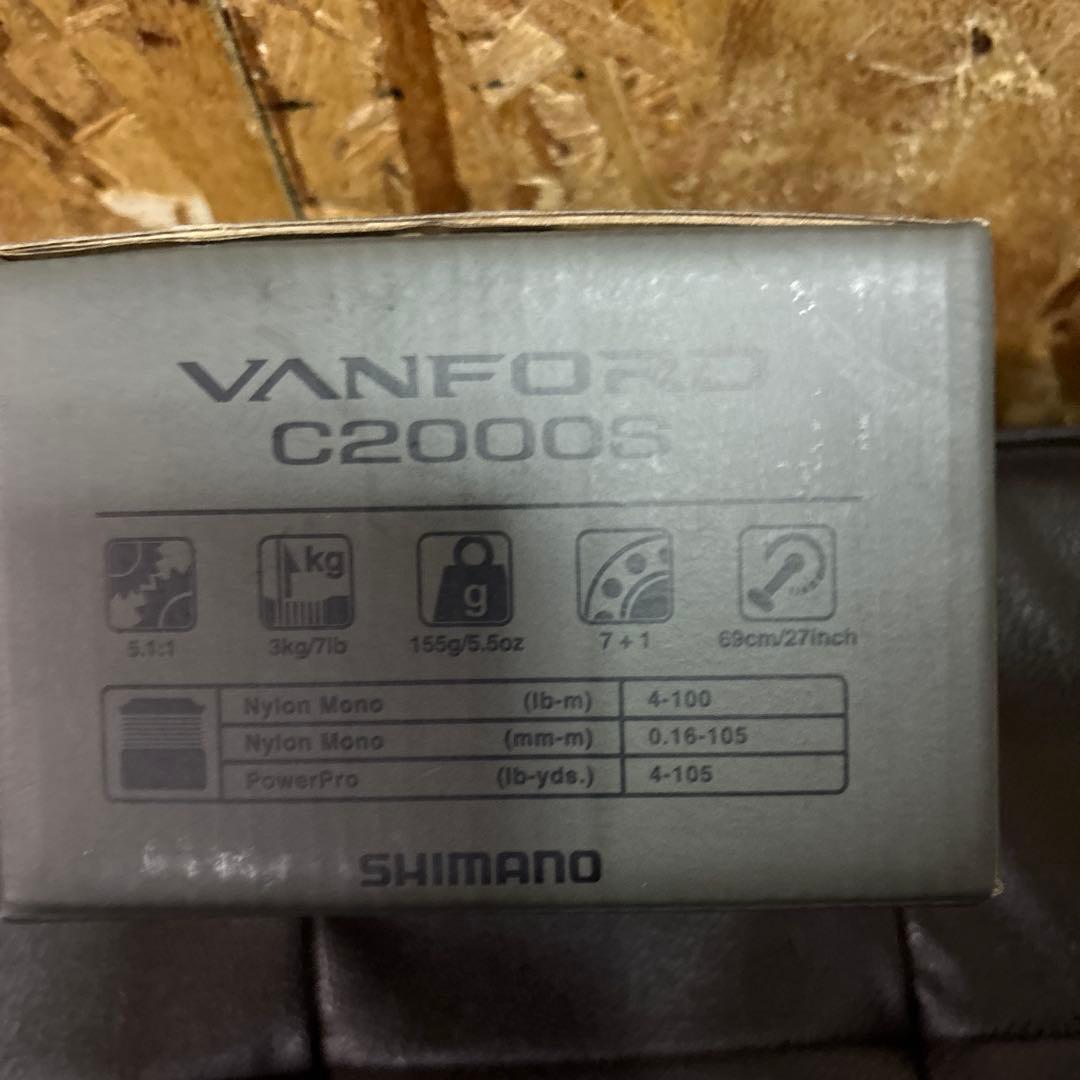 VANFORD
C2000S
kg
g
5.1:1 3kg/7lb 155g/5.5oz 7 + 1 69cm/27inch
Nylon Mono (lb-m) 4-100
Nylon Mono (mm-m) 0.16-105
PowerPro (lb-yds.) 4-105
SHIMANO